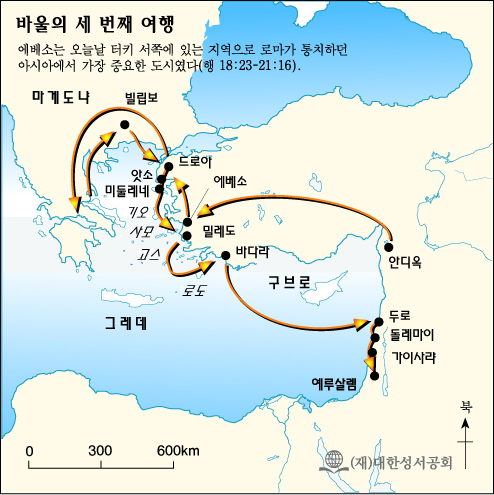 바울의 세 번째 여행
에베소는 오늘날 터키 서쪽에 있는 지역으로 로마가 통치하던
아시아에서 가장 중요한 도시였다(행 18:23-21:16).
마게도냐
빌립보
드로아
앗소
미둘레네
에베소
기오
사모
밀레도
고스
바다라
안디옥
로도
구브로
그레데
두로
돌레마이
가이사랴
예루살렘
북
0 300 600km
(재)대한성서공회